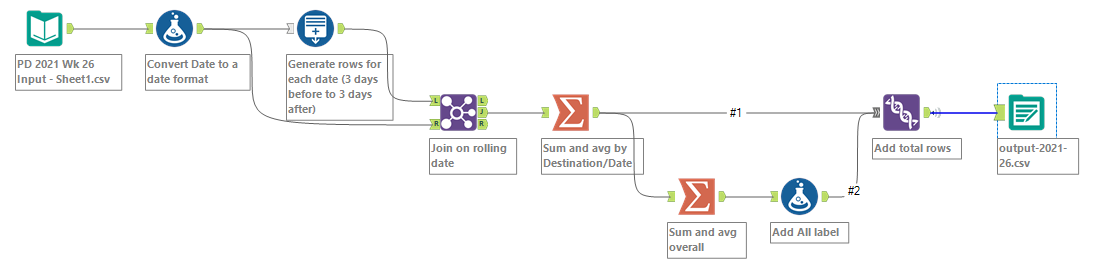 PD 2021 Wk 26
Input - Sheet1.csv
Convert Date to a
date format
Generate rows for
each date (3 days
before to 3 days
after)
L
R
L
J
R
Join on rolling
date
Sum and avg by
Destination/Date
#1
#2
Sum and avg
overall
Add All label
Add total rows
output-2021-
26.csv